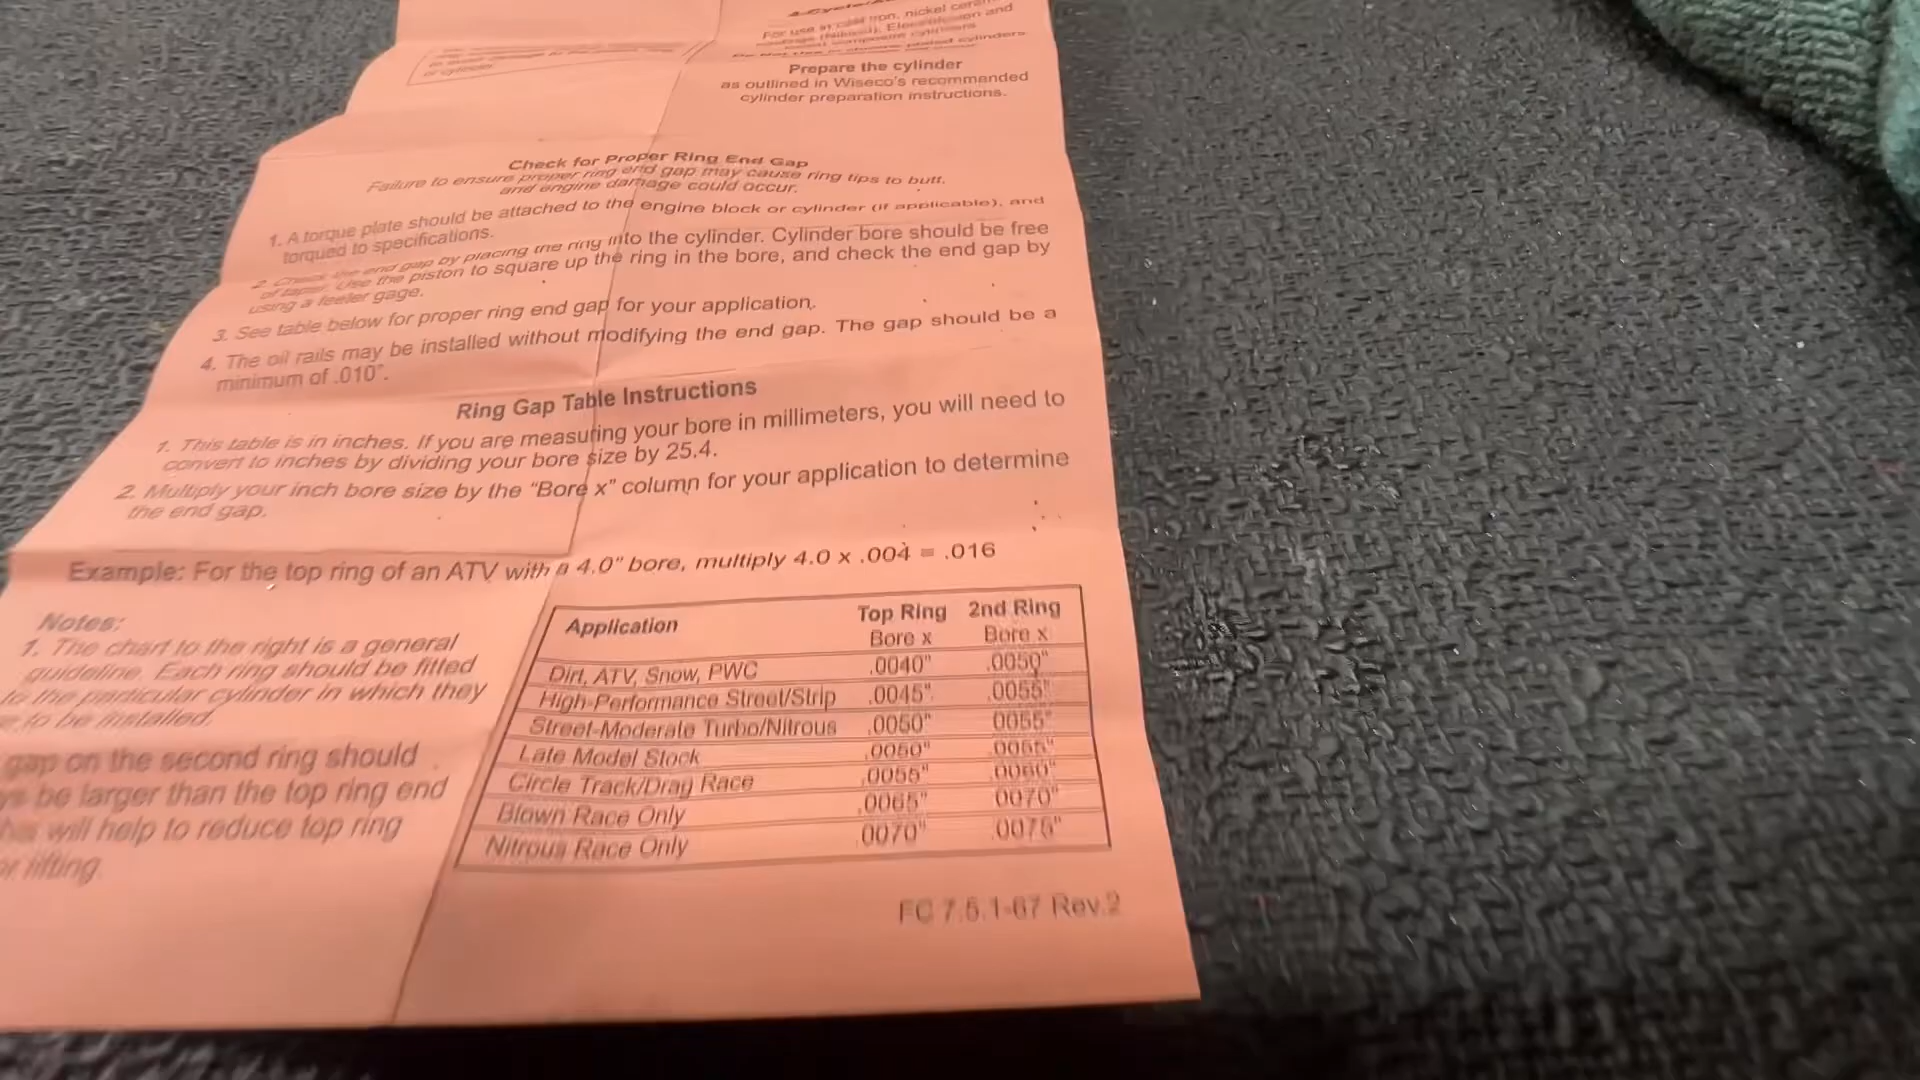 For use in cast iron, nickel
Prepare the cylinder
as outlined in Wiseco's recommended
cylinder preparation instructions.
Check for Proper Ring End Gap
Failure to ensure proper ring end gap may cause ring tips to butt,
and engine damage could occur.
1. A torque plate should be attached to the engine block or cylinder (if applicable), and
torqued to specifications.
2. Check the end gap by placing the ring into the cylinder. Cylinder bore should be free
of taper. Use the piston to square up the ring in the bore, and check the end gap by
using a feeler gage.
3. See table below for proper ring end gap for your application.
4. The oil rails may be installed without modifying the end gap. The gap should be a
minimum of .010".
Ring Gap Table Instructions
1. This table is in inches. If you are measuring your bore in millimeters, you will need to
convert to inches by dividing your bore size by 25.4.
2. Multiply your inch bore size by the "Bore x" column for your application to determine
the end gap.
Example: For the top ring of an ATV with a 4.0" bore, multiply 4.0 x .004 = .016
Notes:
1. The chart to the right is a general
guideline. Each ring should be fitted
to the particular cylinder in which they
to be installed.
gap on the second ring should
be larger than the top ring end
will help to reduce top ring
lifting.
Application Top Ring 2nd Ring
Bore x Bore x
Dirt, ATV, Snow, PWC .0040" .0050"
High-Performance Street/Strip .0045" .0055"
Street-Moderate Turbo/Nitrous .0050" .0055"
Late Model Stock .0050" .0055"
Circle Track/Drag Race .0055" .0060"
Blown Race Only .0065" .0070"
Nitrous Race Only .0070" .0075"
FC 7.5.1-67 Rev.2